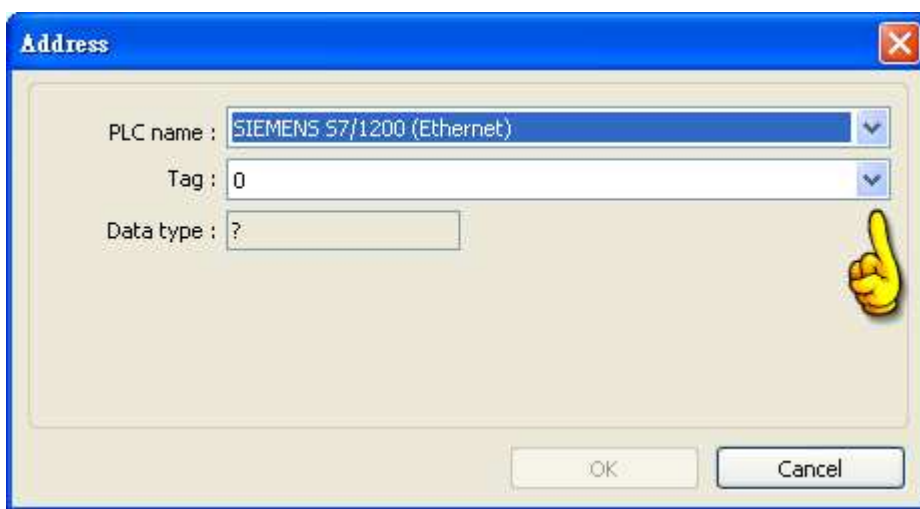 Address
PLC name : SIEMENS S7/1200 (Ethernet)
Tag : 0
Data type : ?
OK Cancel